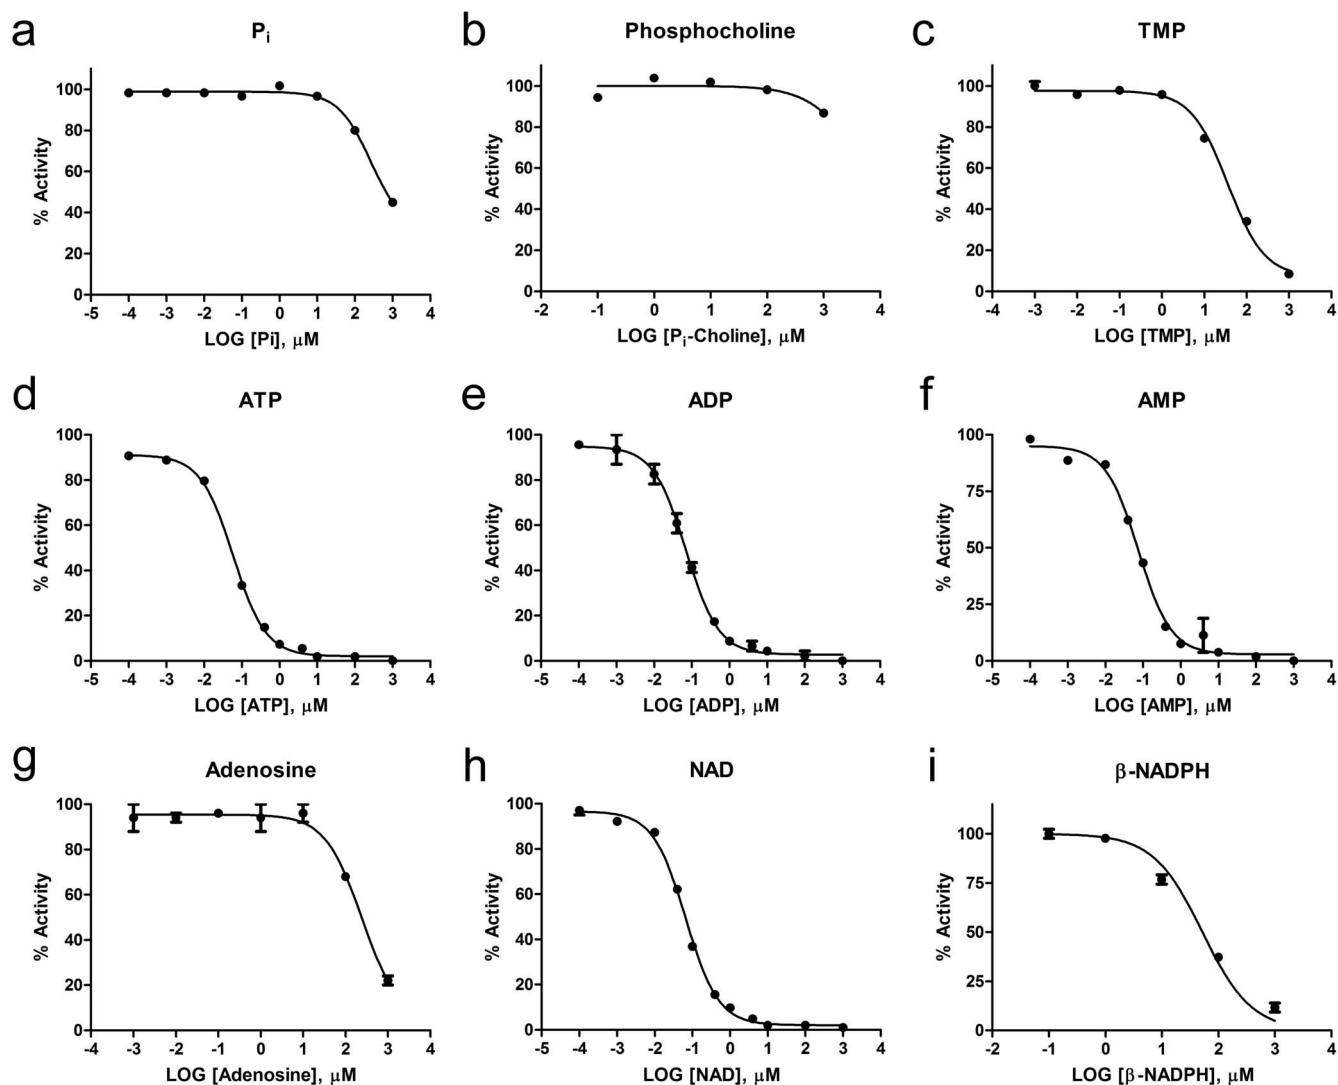 a
P<sub>i</sub>
% Activity
100
80
60
40
20
0
-5 -4 -3 -2 -1 0 1 2 3 4
LOG [Pi], μM
b
Phosphocholine
% Activity
100
80
60
40
20
0
-2 -1 0 1 2 3 4
LOG [P<sub>i</sub>-Choline], μM
c
TMP
% Activity
100
80
60
40
20
0
-4 -3 -2 -1 0 1 2 3 4
LOG [TMP], μM
d
ATP
% Activity
100
80
60
40
20
0
-5 -4 -3 -2 -1 0 1 2 3 4
LOG [ATP], μM
e
ADP
% Activity
100
80
60
40
20
0
-5 -4 -3 -2 -1 0 1 2 3 4
LOG [ADP], μM
f
AMP
% Activity
100
75
50
25
0
-5 -4 -3 -2 -1 0 1 2 3 4
LOG [AMP], μM
g
Adenosine
% Activity
100
80
60
40
20
0
-4 -3 -2 -1 0 1 2 3 4
LOG [Adenosine], μM
h
NAD
% Activity
100
80
60
40
20
0
-5 -4 -3 -2 -1 0 1 2 3 4
LOG [NAD], μM
i
β-NADPH
% Activity
100
75
50
25
0
-2 -1 0 1 2 3 4
LOG [β-NADPH], μM